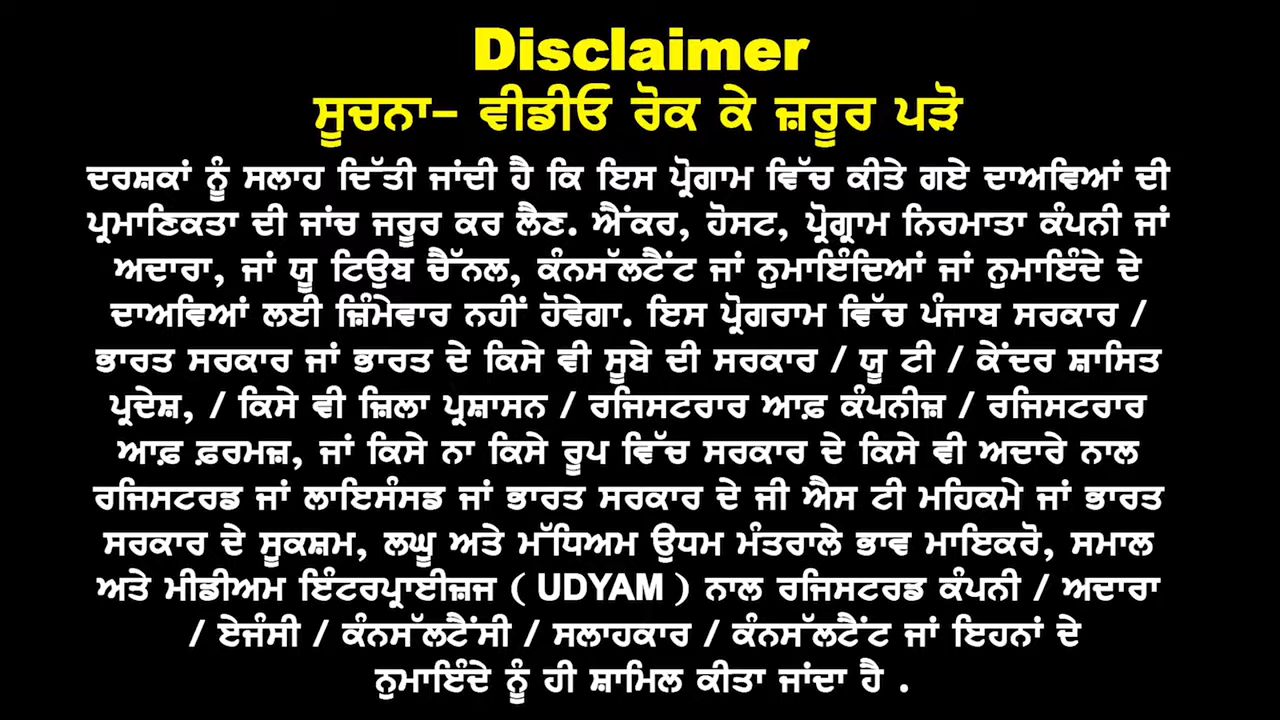 Disclaimer
ਸੂਚਨਾ- ਵੀਡੀਓ ਰੋਕ ਕੇ ਜ਼ਰੂਰ ਪੜੋ
ਦਰਸ਼ਕਾਂ ਨੂੰ ਸਲਾਹ ਦਿੱਤੀ ਜਾਂਦੀ ਹੈ ਕਿ ਇਸ ਪ੍ਰੋਗਾਮ ਵਿੱਚ ਕੀਤੇ ਗਏ ਦਾਅਵਿਆਂ ਦੀ
ਪ੍ਰਮਾਣਿਕਤਾ ਦੀ ਜਾਂਚ ਜਰੂਰ ਕਰ ਲੈਣ. ਐਂਕਰ, ਹੋਸਟ, ਪ੍ਰੋਗ੍ਰਾਮ ਨਿਰਮਾਤਾ ਕੰਪਨੀ ਜਾਂ
ਅਦਾਰਾ, ਜਾਂ ਯੂ ਟਿਉਬ ਚੈੱਨਲ, ਕੰਨਸੱਲਟੈਂਟ ਜਾਂ ਨੁਮਾਇੰਦਿਆਂ ਜਾਂ ਨੁਮਾਇੰਦੇ ਦੇ
ਦਾਅਵਿਆਂ ਲਈ ਜ਼ਿੰਮੇਵਾਰ ਨਹੀਂ ਹੋਵੇਗਾ. ਇਸ ਪ੍ਰੋਗਰਾਮ ਵਿੱਚ ਪੰਜਾਬ ਸਰਕਾਰ /
ਭਾਰਤ ਸਰਕਾਰ ਜਾਂ ਭਾਰਤ ਦੇ ਕਿਸੇ ਵੀ ਸੂਬੇ ਦੀ ਸਰਕਾਰ / ਯੂ ਟੀ / ਕੇਂਦਰ ਸ਼ਾਸਿਤ
ਪ੍ਰਦੇਸ਼, / ਕਿਸੇ ਵੀ ਜ਼ਿਲਾ ਪ੍ਰਸ਼ਾਸਨ / ਰਜਿਸਟਰਾਰ ਆਫ਼ ਕੰਪਨੀਜ਼ / ਰਜਿਸਟਰਾਰ
ਆਫ਼ ਫ਼ਰਮਜ਼, ਜਾਂ ਕਿਸੇ ਨਾ ਕਿਸੇ ਰੂਪ ਵਿੱਚ ਸਰਕਾਰ ਦੇ ਕਿਸੇ ਵੀ ਅਦਾਰੇ ਨਾਲ
ਰਜਿਸਟਰਡ ਜਾਂ ਲਾਇਸੰਸਡ ਜਾਂ ਭਾਰਤ ਸਰਕਾਰ ਦੇ ਜੀ ਐਸ ਟੀ ਮਹਿਕਮੇ ਜਾਂ ਭਾਰਤ
ਸਰਕਾਰ ਦੇ ਸੂਕਸ਼ਮ, ਲਘੂ ਅਤੇ ਮੱਧਿਅਮ ਉਧਮ ਮੰਤਰਾਲੇ ਭਾਵ ਮਾਇਕਰੋ, ਸਮਾਲ
ਅਤੇ ਮੀਡੀਅਮ ਇੰਟਰਪ੍ਰਾਈਜ਼ਜ ( UDYAM ) ਨਾਲ ਰਜਿਸਟਰਡ ਕੰਪਨੀ / ਅਦਾਰਾ
/ ਏਜੰਸੀ / ਕੰਨਸੱਲਟੈਂਸੀ / ਸਲਾਹਕਾਰ / ਕੰਨਸੱਲਟੈਂਟ ਜਾਂ ਇਹਨਾਂ ਦੇ
ਨੁਮਾਇੰਦੇ ਨੂੰ ਹੀ ਸ਼ਾਮਿਲ ਕੀਤਾ ਜਾਂਦਾ ਹੈ .